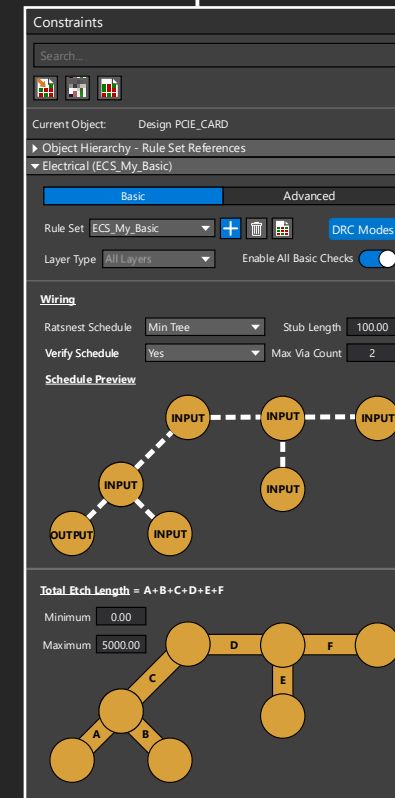 Constraints
Search...
Current Object: Design PCIE_CARD
Object Hierarchy - Rule Set References
Electrical (ECS_My_Basic)
Basic Advanced
Rule Set ECS_My_Basic DRC Modes
Layer Type All Layers Enable All Basic Checks
Wiring
Ratsnest Schedule Min Tree Stub Length 100.00
Verify Schedule Yes Max Via Count 2
Schedule Preview
INPUT INPUT INPUT
INPUT INPUT
OUTPUT INPUT
Total Etch Length = A+B+C+D+E+F
Minimum 0.00
Maximum 5000.00
D F
C E
A B